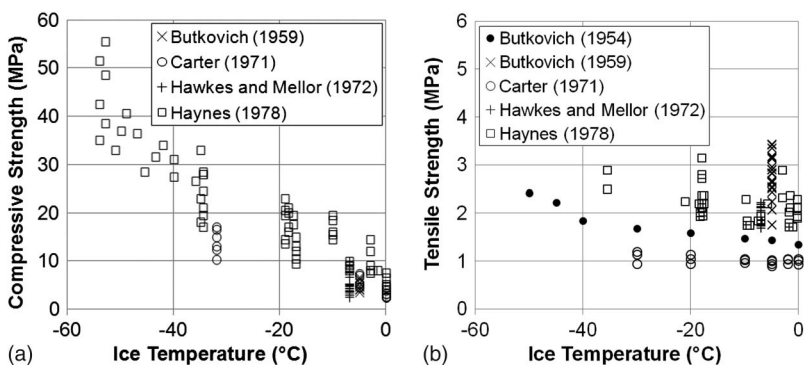 60
50
40
30
20
10
0
-60
-40
-20
0
Compressive Strength (MPa)
× Butkovich (1959)
○ Carter (1971)
+ Hawkes and Mellor (1972)
□ Haynes (1978)
(a)
Ice Temperature (°C)
6
5
4
3
2
1
0
-60
-40
-20
0
Tensile Strength (MPa)
• Butkovich (1954)
× Butkovich (1959)
○ Carter (1971)
+ Hawkes and Mellor (1972)
□ Haynes (1978)
(b)
Ice Temperature (°C)